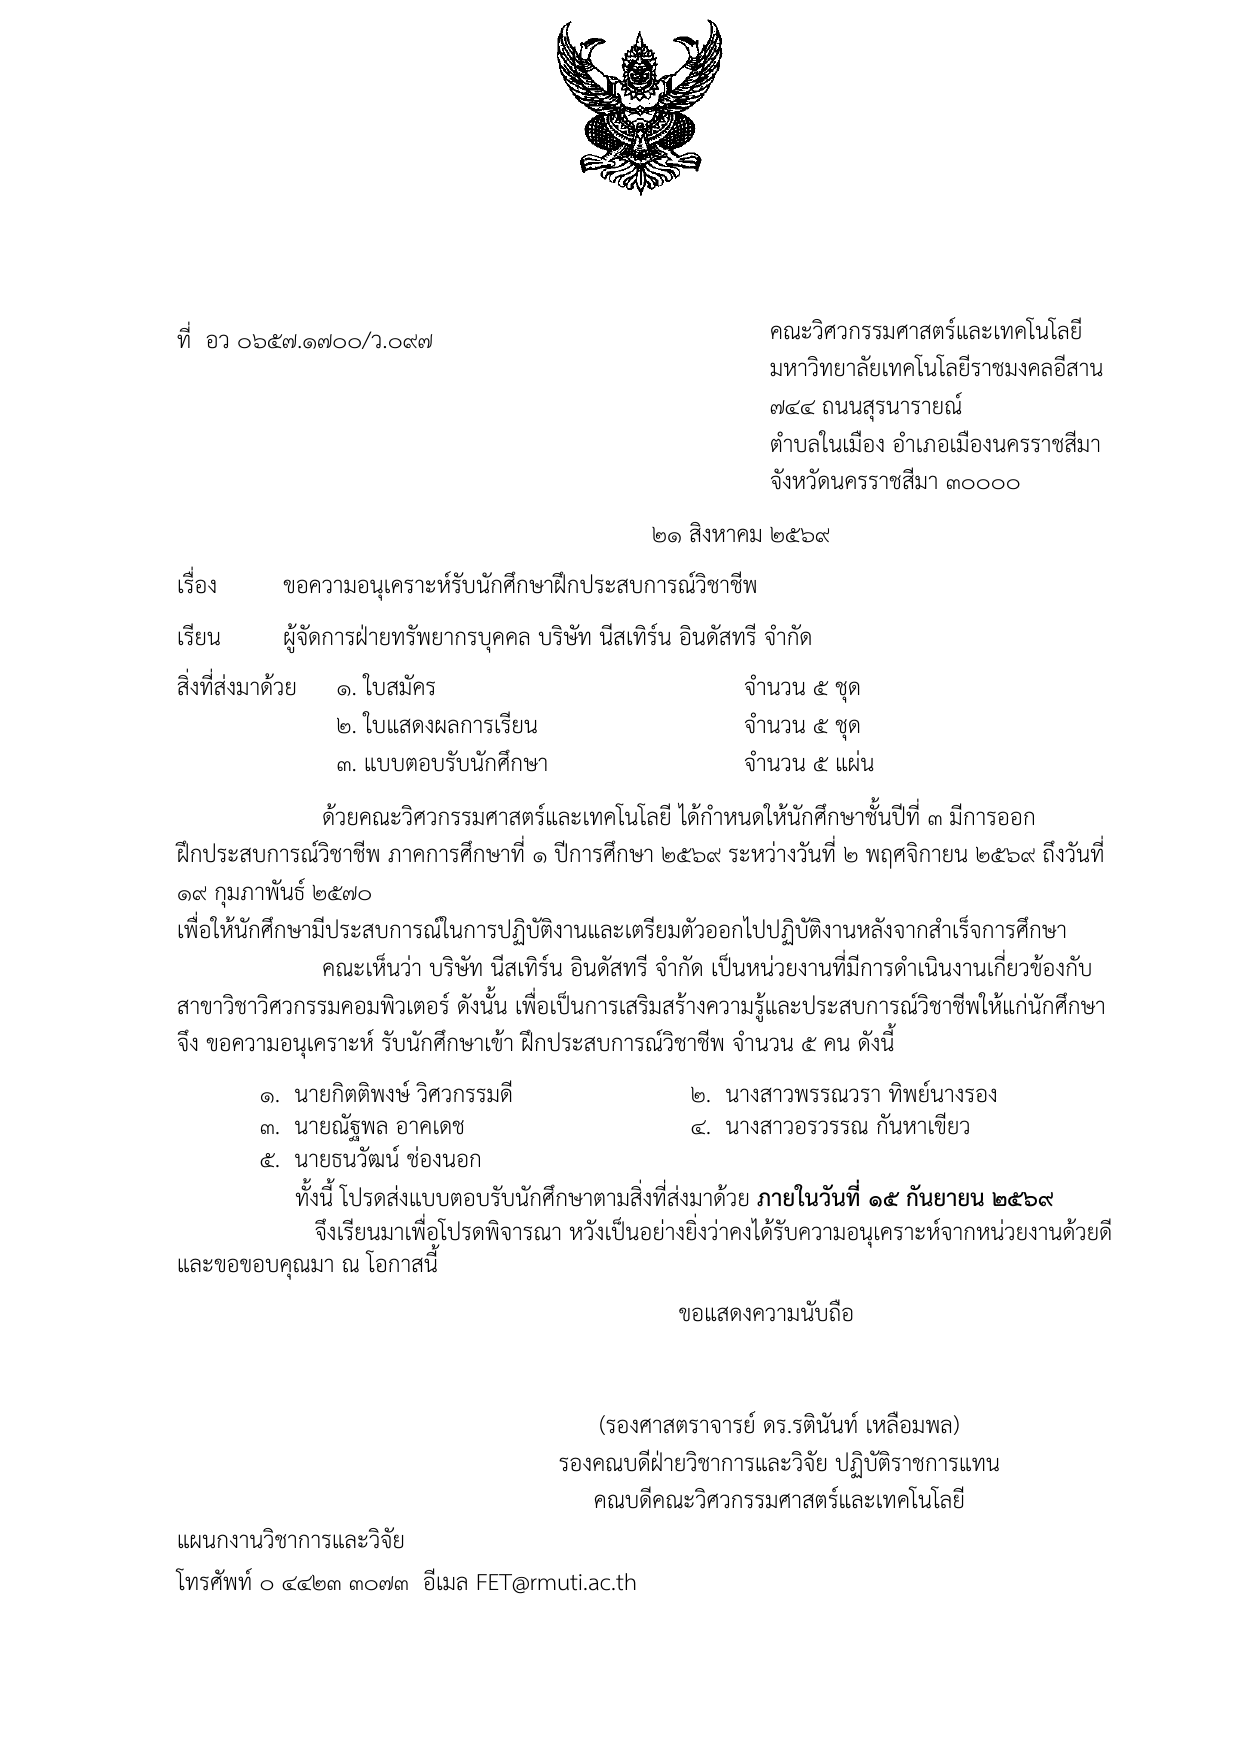 ที่ อว ๐๖๕๗.๑๗๐๐/ว.๐๙๗
คณะวิศวกรรมศาสตร์และเทคโนโลยี
มหาวิทยาลัยเทคโนโลยีราชมงคลอีสาน
๗๔๔ ถนนสุรนารายณ์
ตำบลในเมือง อำเภอเมืองนครราชสีมา
จังหวัดนครราชสีมา ๓๐๐๐๐
๒๑ สิงหาคม ๒๕๖๙
เรื่อง ขอความอนุเคราะห์รับนักศึกษาฝึกประสบการณ์วิชาชีพ
เรียน ผู้จัดการฝ่ายทรัพยากรบุคคล บริษัท นีสเทิร์น อินดัสทรี จำกัด
สิ่งที่ส่งมาด้วย ๑. ใบสมัคร จำนวน ๕ ชุด
๒. ใบแสดงผลการเรียน จำนวน ๕ ชุด
๓. แบบตอบรับนักศึกษา จำนวน ๕ แผ่น
ด้วยคณะวิศวกรรมศาสตร์และเทคโนโลยี ได้กำหนดให้นักศึกษาชั้นปีที่ ๓ มีการออก
ฝึกประสบการณ์วิชาชีพ ภาคการศึกษาที่ ๑ ปีการศึกษา ๒๕๖๙ ระหว่างวันที่ ๒ พฤศจิกายน ๒๕๖๙ ถึงวันที่
๑๙ กุมภาพันธ์ ๒๕๗๐
เพื่อให้นักศึกษามีประสบการณ์ในการปฏิบัติงานและเตรียมตัวออกไปปฏิบัติงานหลังจากสำเร็จการศึกษา
คณะเห็นว่า บริษัท นีสเทิร์น อินดัสทรี จำกัด เป็นหน่วยงานที่มีการดำเนินงานเกี่ยวข้องกับ
สาขาวิชาวิศวกรรมคอมพิวเตอร์ ดังนั้น เพื่อเป็นการเสริมสร้างความรู้และประสบการณ์วิชาชีพให้แก่นักศึกษา
จึง ขอความอนุเคราะห์ รับนักศึกษาเข้า ฝึกประสบการณ์วิชาชีพ จำนวน ๕ คน ดังนี้
๑. นายกิตติพงษ์ วิศวกรรมดี ๒. นางสาวพรรณวรา ทิพย์นางรอง
๓. นายณัฐพล อาคเดช ๔. นางสาวอรวรรณ กันหาเขียว
๕. นายธนวัฒน์ ช่องนอก
ทั้งนี้ โปรดส่งแบบตอบรับนักศึกษาตามสิ่งที่ส่งมาด้วย ภายในวันที่ ๑๕ กันยายน ๒๕๖๙
จึงเรียนมาเพื่อโปรดพิจารณา หวังเป็นอย่างยิ่งว่าคงได้รับความอนุเคราะห์จากหน่วยงานด้วยดี
และขอขอบคุณมา ณ โอกาสนี้
ขอแสดงความนับถือ
(รองศาสตราจารย์ ดร.รตินันท์ เหลือมพล)
รองคณบดีฝ่ายวิชาการและวิจัย ปฏิบัติราชการแทน
คณบดีคณะวิศวกรรมศาสตร์และเทคโนโลยี
แผนกงานวิชาการและวิจัย
โทรศัพท์ ๐ ๔๔๒๓ ๓๐๗๓ อีเมล FET@rmuti.ac.th